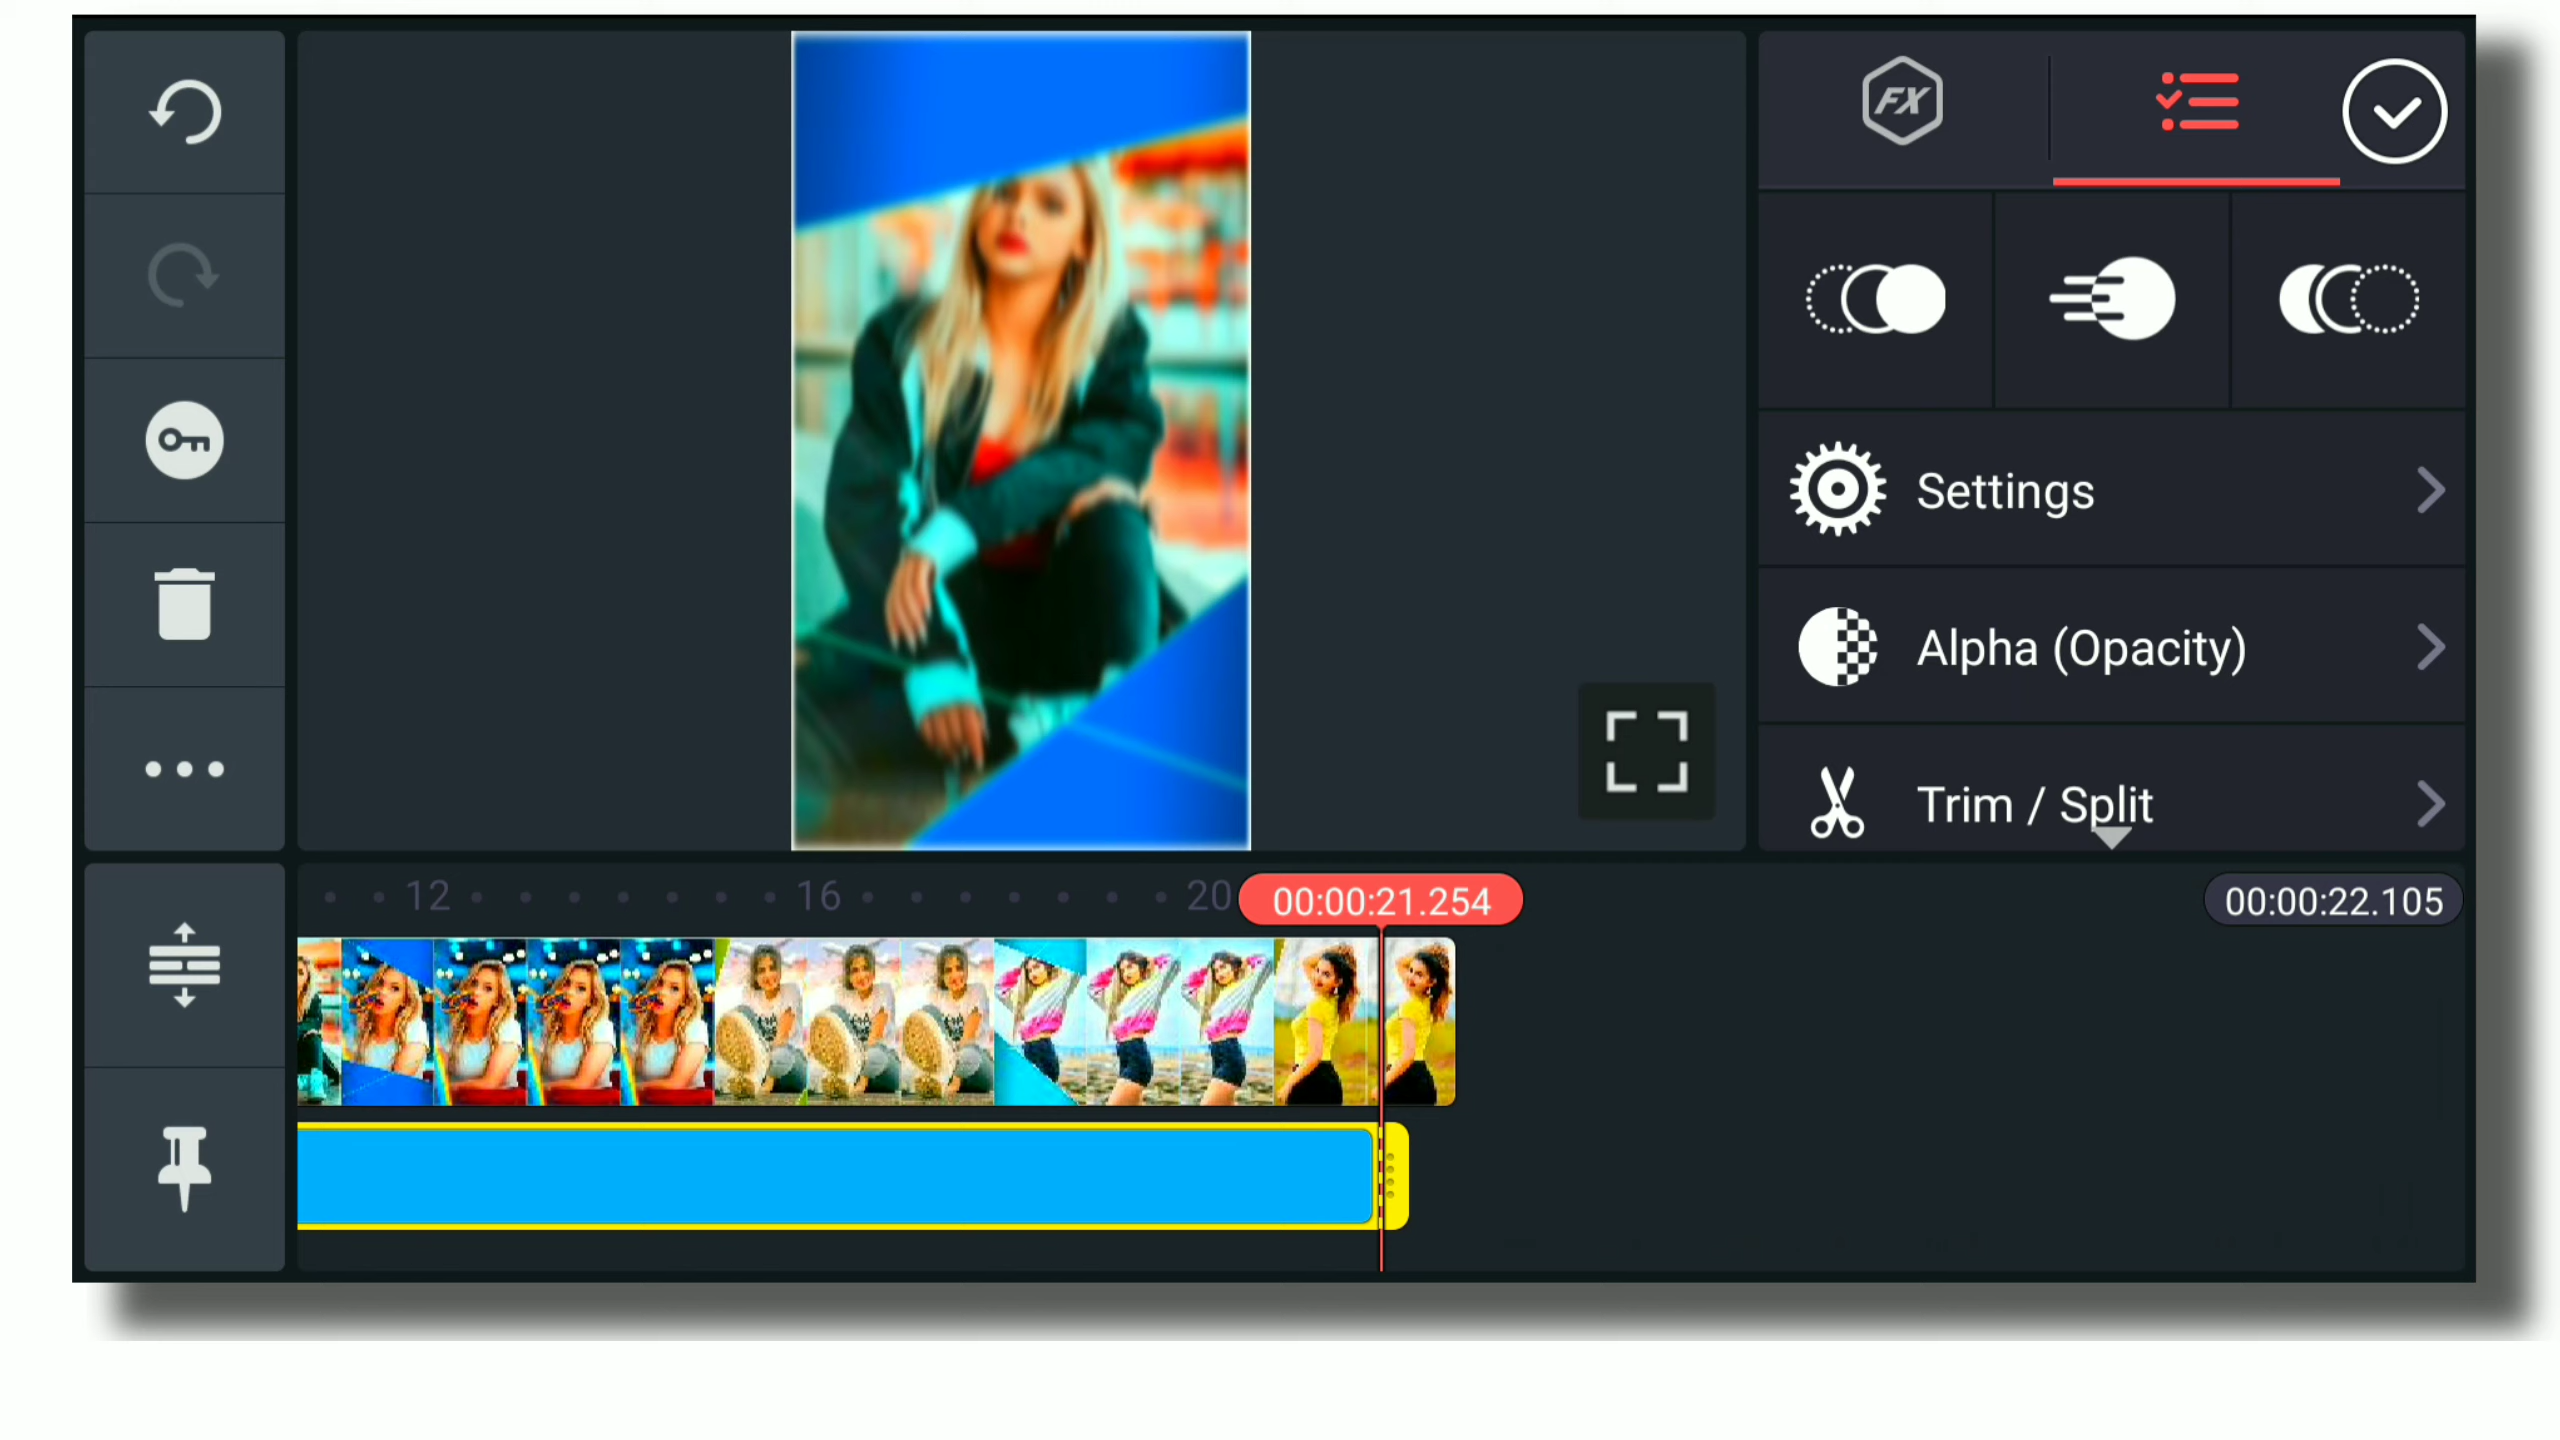 FX
Settings
Alpha (Opacity)
Trim / Split
12
16
20
00:00:21.254
00:00:22.105